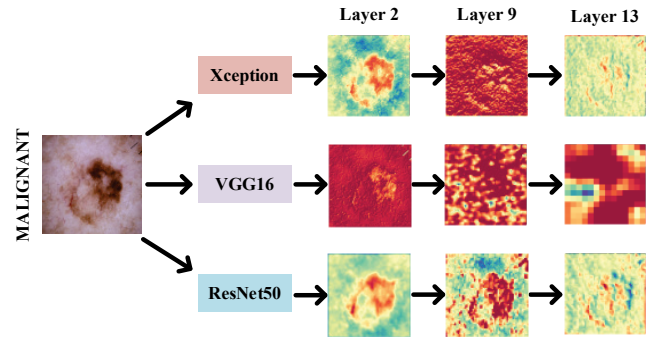 Layer 2 Layer 9 Layer 13
Xception
MALIGNANT
VGG16
ResNet50